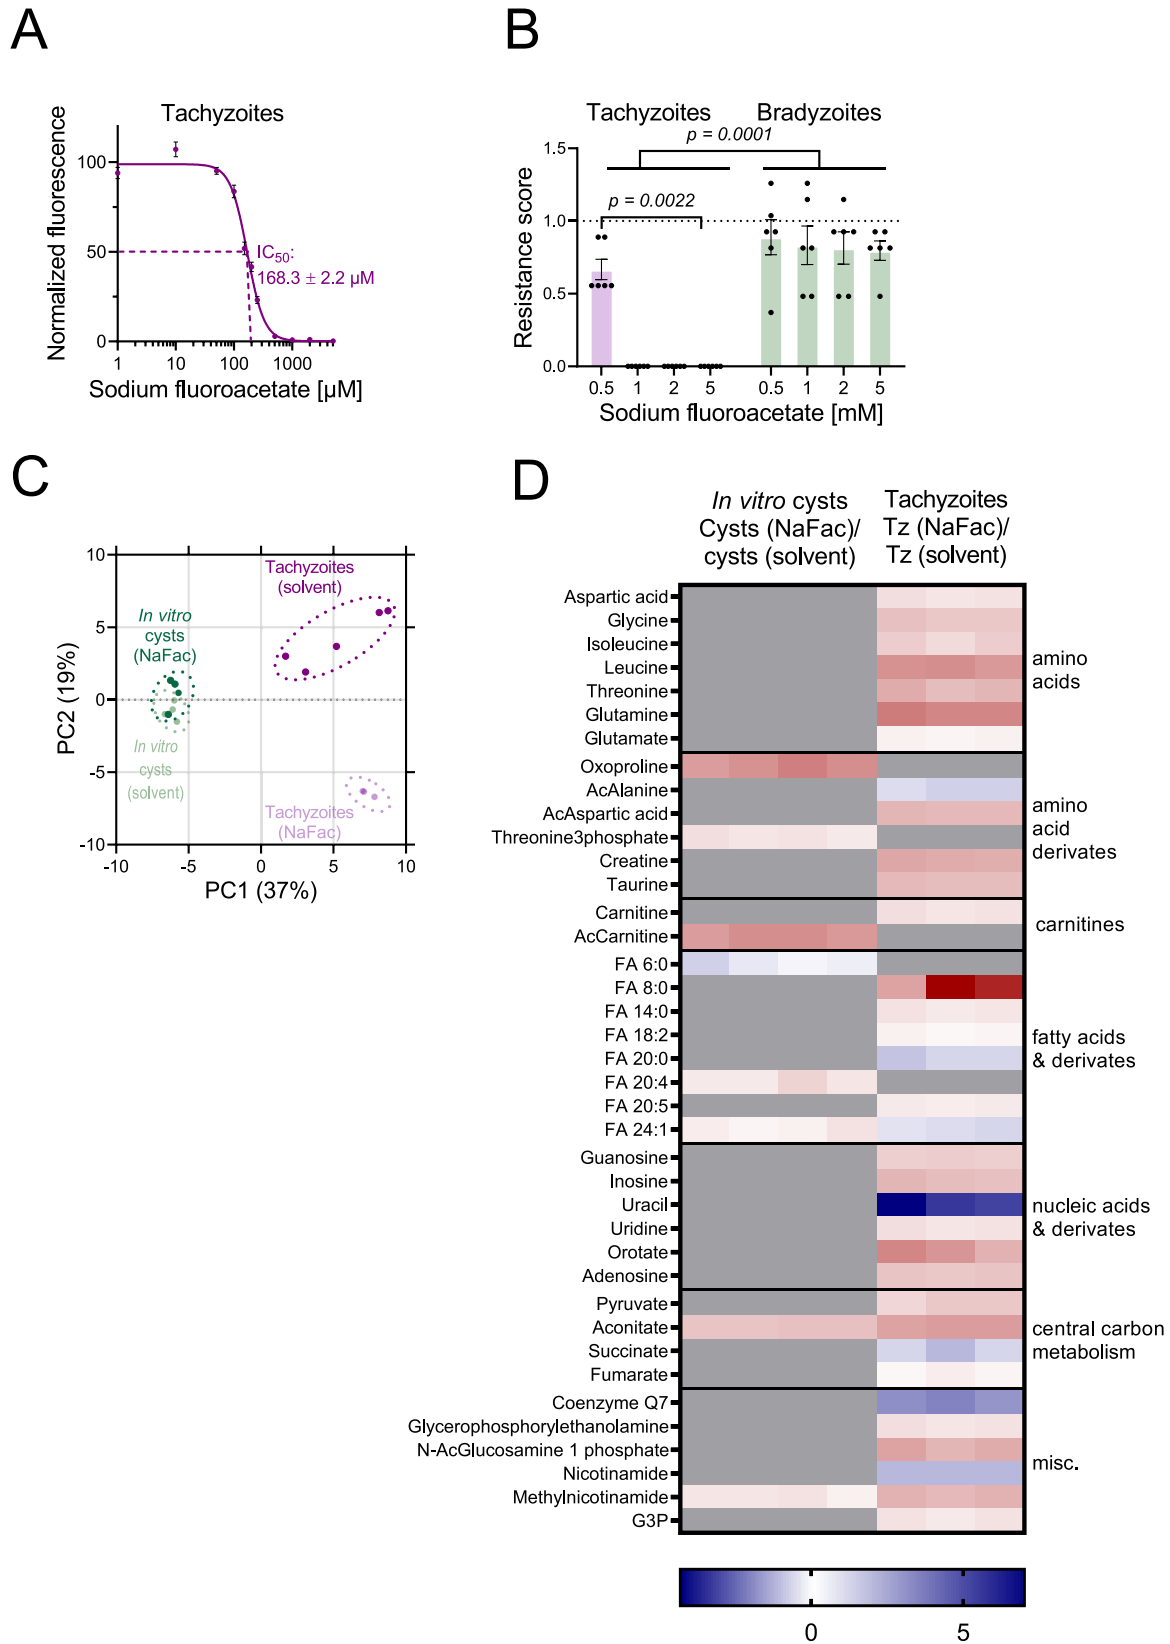 A
Tachyzoites
Normalized fluorescence
100
50
0
IC50:
168.3 ± 2.2 µM
1
10
100
1000
Sodium fluoroacetate [µM]
B
Tachyzoites
Bradyzoites
p = 0.0001
p = 0.0022
Resistance score
1.5
1.0
0.5
0.0
0.5
1
2
5
0.5
1
2
5
Sodium fluoroacetate [mM]
C
PC2 (19%)
10
5
0
-5
-10
Tachyzoites
(solvent)
In vitro
cysts
(NaFac)
In vitro
cysts
(solvent)
Tachyzoites
(NaFac)
-10
-5
0
5
10
PC1 (37%)
D
In vitro cysts
Cysts (NaFac)/
cysts (solvent)
Tachyzoites
Tz (NaFac)/
Tz (solvent)
Aspartic acid
Glycine
Isoleucine
Leucine
Threonine
Glutamine
Glutamate
amino
acids
Oxoproline
AcAlanine
AcAspartic acid
Threonine3phosphate
Creatine
Taurine
amino
acid
derivates
Carnitine
AcCarnitine
carnitines
FA 6:0
FA 8:0
FA 14:0
FA 18:2
FA 20:0
FA 20:4
FA 20:5
FA 24:1
fatty acids
& derivates
Guanosine
Inosine
Uracil
Uridine
Orotate
Adenosine
nucleic acids
& derivates
Pyruvate
Aconitate
Succinate
Fumarate
central carbon
metabolism
Coenzyme Q7
Glycerophosphorylethanolamine
N-AcGlucosamine 1 phosphate
Nicotinamide
Methylnicotinamide
G3P
misc.
0
5